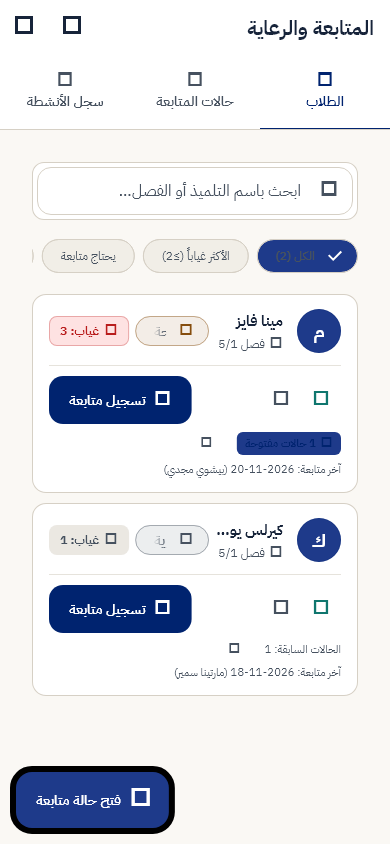 المتابعة والرعاية
الطلاب
حالات المتابعة
سجل الأنشطة
ابحث باسم التلميذ أو الفصل...
الكل (2)
الأكثر غياباً (≥2)
يحتاج متابعة
م
مينا فايز
فصل 5/1
غياب: 3
تسجيل متابعة
1 حالات مفتوحة
آخر متابعة: 2026-11-20 (بيشوي مجدي)
ك
كيرلس يو...
فصل 5/1
غياب: 1
تسجيل متابعة
الحالات السابقة: 1
آخر متابعة: 2026-11-18 (مارتينا سمير)
فتح حالة متابعة